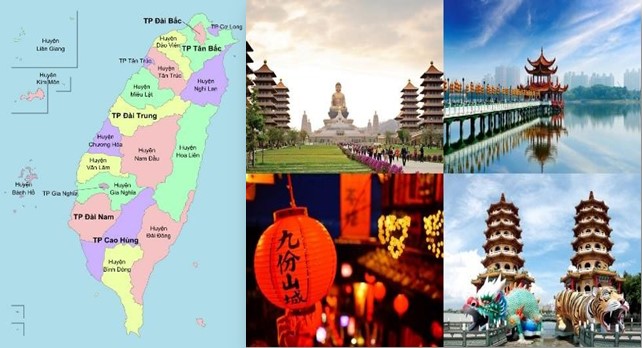 TP Đài Bắc
TP Cơ Long
Huyện
Liên Giang
Huyện
Đào Viên
TP Tân Bắc
TP Tân Trúc
Huyện
Tân Trúc
Huyện
Kim Môn
Huyện
Nghi Lan
Huyện
Miêu Lật
TP Đài Trung
Huyện
Chương Hóa
Huyện
Nam Đầu
Huyện
Hoa Liên
Huyện
Vân Lâm
Huyện
Bành Hồ
TP Gia Nghĩa
Huyện
Gia Nghĩa
TP Đài Nam
TP Cao Hùng
Huyện
Đài Đông
Huyện
Bình Đông
九份山城